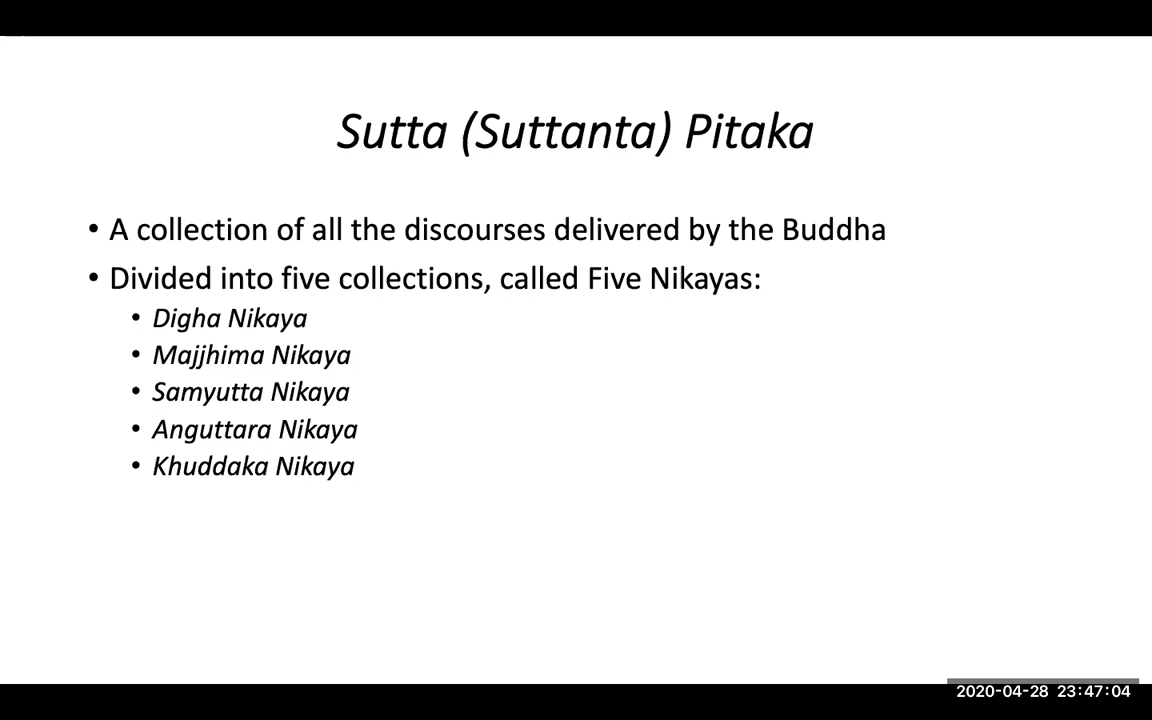 Sutta (Suttanta) Pitaka
• A collection of all the discourses delivered by the Buddha
• Divided into five collections, called Five Nikayas:
• Digha Nikaya
• Majjhima Nikaya
• Samyutta Nikaya
• Anguttara Nikaya
• Khuddaka Nikaya
2020-04-28 23:47:04